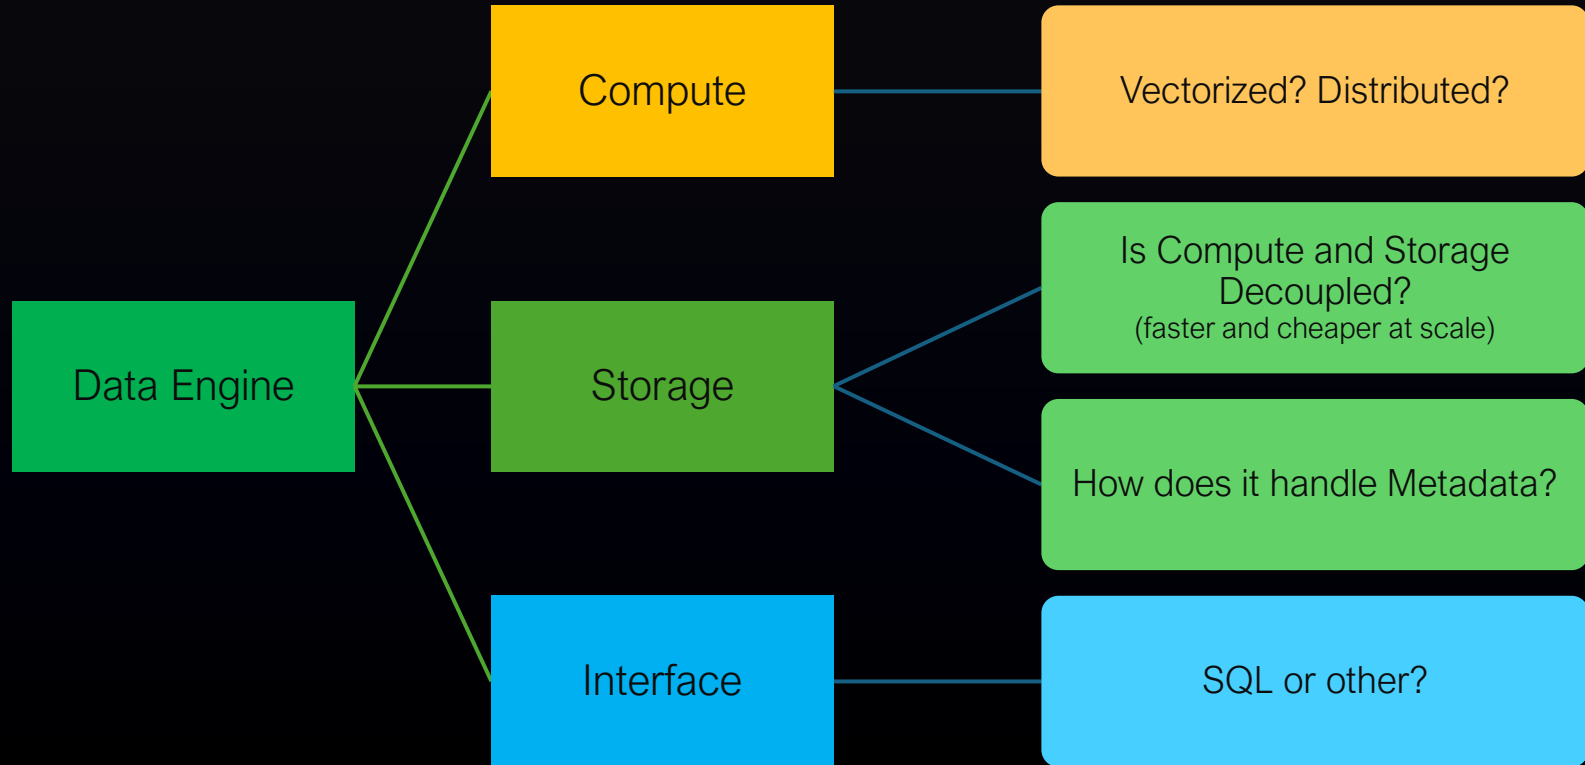 Compute
Vectorized? Distributed?
Is Compute and Storage
Decoupled?
(faster and cheaper at scale)
Data Engine
Storage
How does it handle Metadata?
Interface
SQL or other?